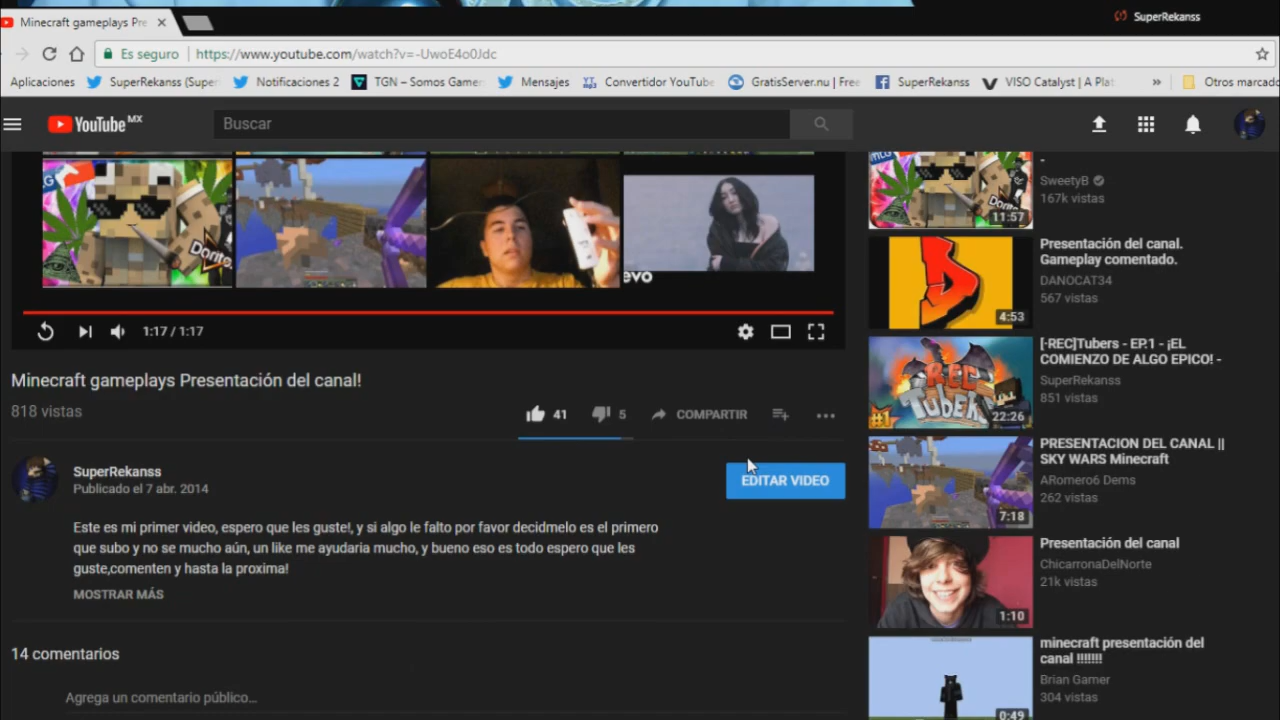 Minecraft gameplays Pre
SuperRekanss
Es seguro
https://www.youtube.com/watch?v=-UwoE4o0Jdc
Aplicaciones
SuperRekanss (Super
Notificaciones 2
TGN – Somos Gamer
Mensajes
Convertidor YouTube
GratisServer.nu | Free
SuperRekanss
VISO Catalyst | A Plat
»
Otros marcado
YouTube MX
Buscar
Dorito
evo
1:17 / 1:17
Minecraft gameplays Presentación del canal!
818 vistas
41
5
COMPARTIR
SuperRekanss
Publicado el 7 abr. 2014
EDITAR VIDEO
Este es mi primer video, espero que les guste!, y si algo le falto por favor decidmelo es el primero
que subo y no se mucho aún, un like me ayudaria mucho, y bueno eso es todo espero que les
guste,comenten y hasta la proxima!
MOSTRAR MÁS
14 comentarios
Agrega un comentario público...
-
SweetyB
167k vistas
11:57
Presentación del canal.
Gameplay comentado.
DANOCAT34
567 vistas
4:53
[-REC]Tubers - EP.1 - ¡EL
COMIENZO DE ALGO EPICO! -
SuperRekanss
851 vistas
REC
TUBERS
#1
22:26
PRESENTACION DEL CANAL ||
SKY WARS Minecraft
ARomero6 Dems
262 vistas
7:18
Presentación del canal
ChicarronaDelNorte
21k vistas
1:10
minecraft presentación del
canal !!!!!!!
Brian Gamer
304 vistas
0:49